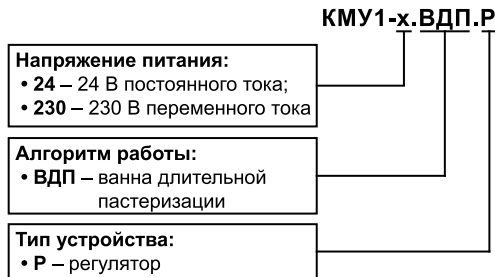 КМУ1-х.ВДП.Р
Напряжение питания:
• 24 – 24 В постоянного тока;
• 230 – 230 В переменного тока
Алгоритм работы:
• ВДП – ванна длительной
пастеризации
Тип устройства:
• Р – регулятор